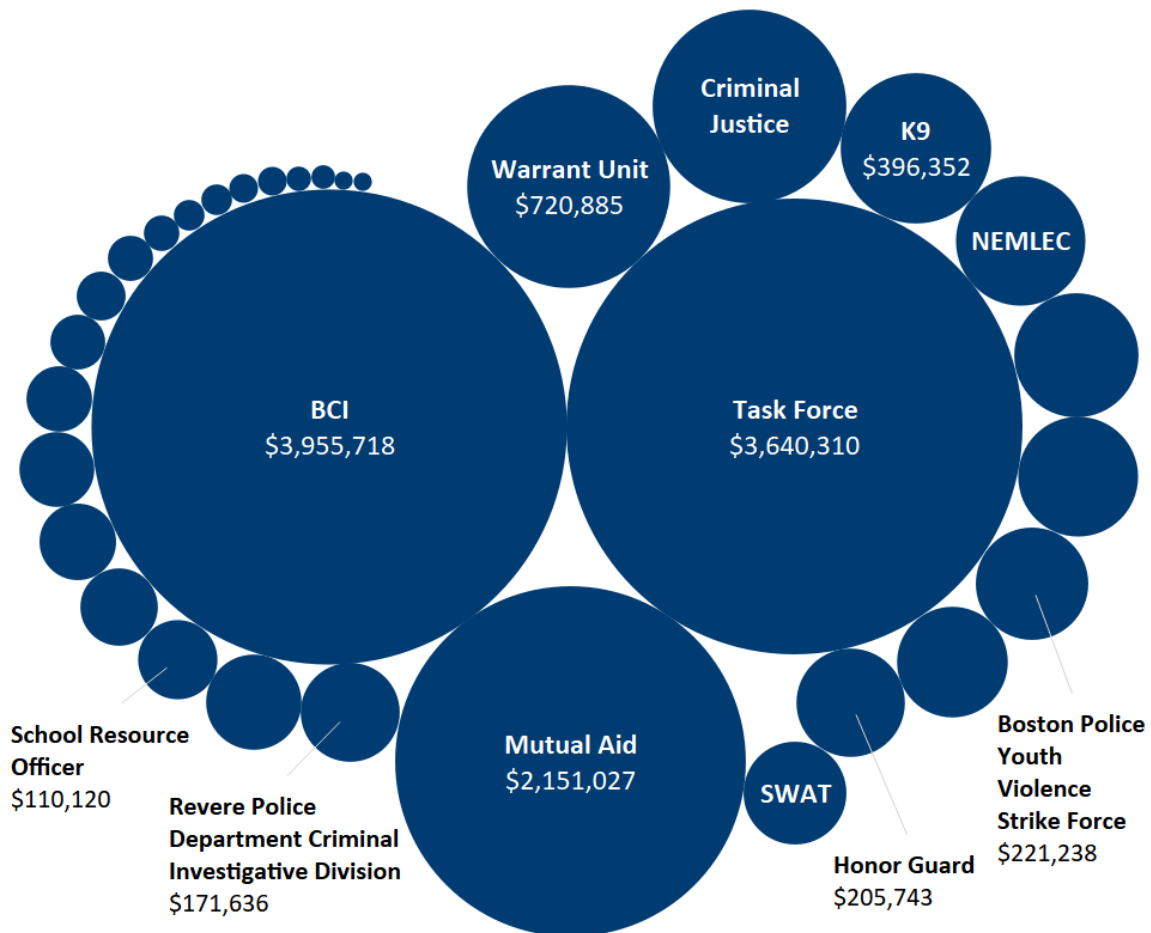 Criminal
Justice
K9
$396,352
Warrant Unit
$720,885
NEMLEC
BCI
$3,955,718
Task Force
$3,640,310
Mutual Aid
$2,151,027
SWAT
School Resource
Officer
$110,120
Revere Police
Department Criminal
Investigative Division
$171,636
Honor Guard
$205,743
Boston Police
Youth
Violence
Strike Force
$221,238